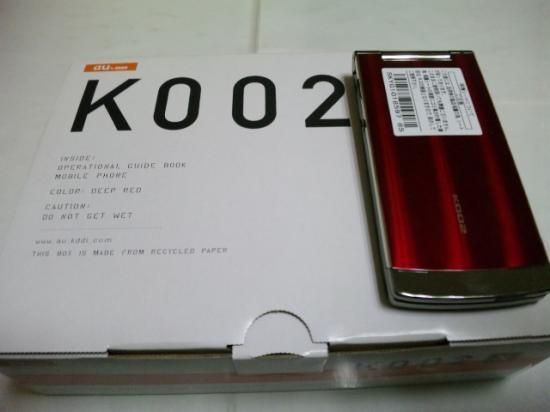 au
K002
INSIDE:
OPERATIONAL GUIDE BOOK
MOBILE PHONE
COLOR: DEEP RED
CAUTION:
DO NOT GET WET
www.au.kddi.com
THIS BOX IS MADE FROM RECYCLED PAPER
K002
K002